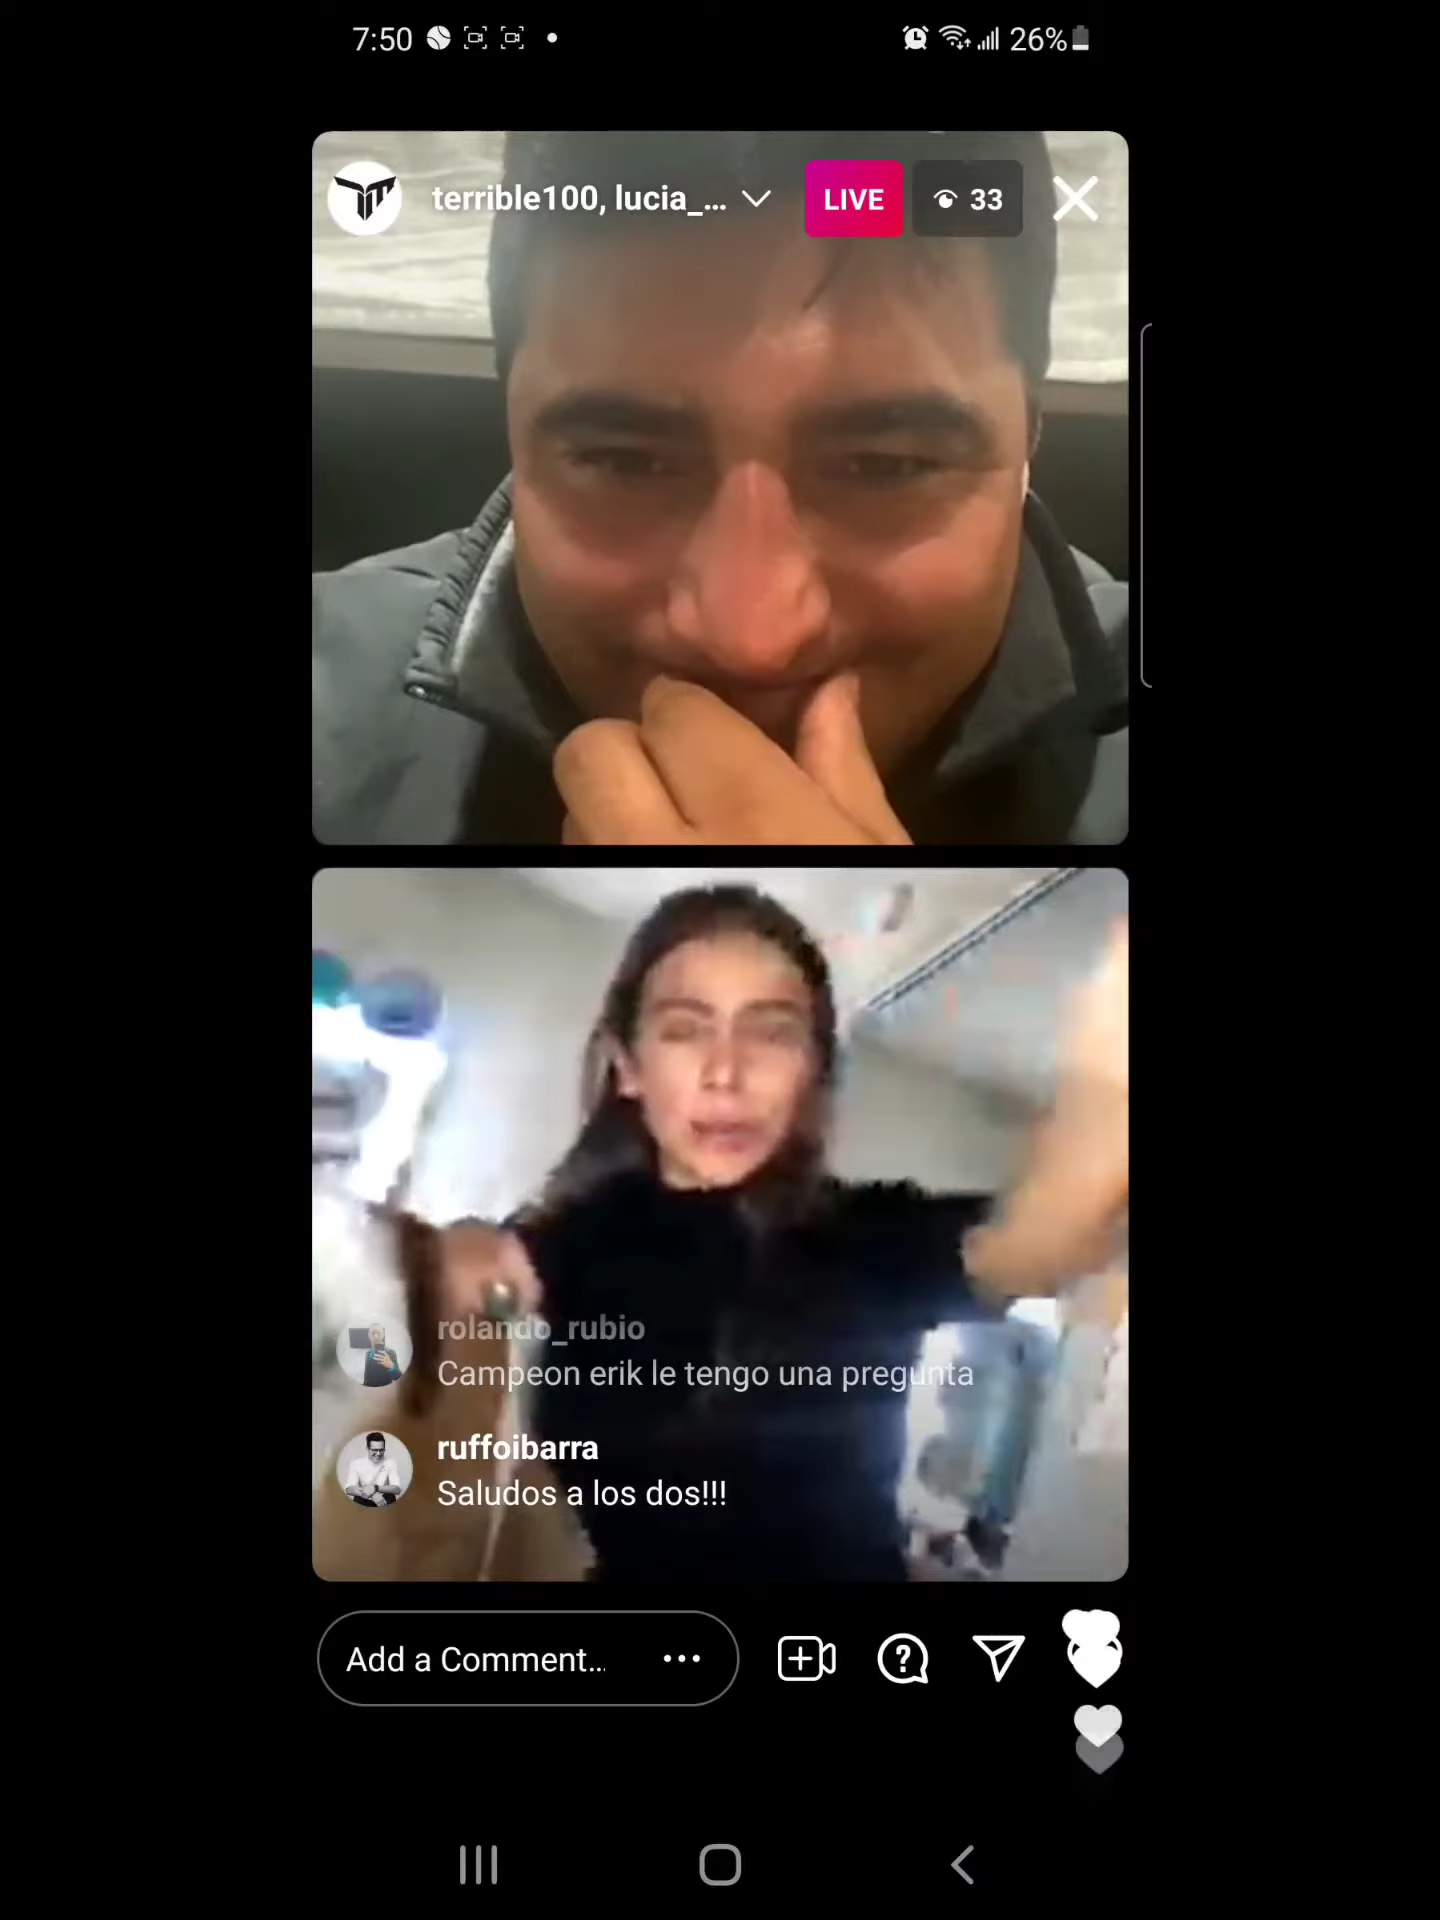 7:50
26%
terrible100, lucia_...
LIVE
33
rolando_rubio
Campeon erik le tengo una pregunta
ruffoibarra
Saludos a los dos!!!
Add a Comment...